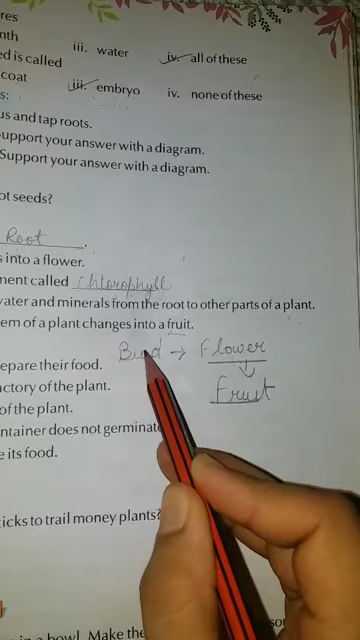 res
nth
iii. water iv. all of these
ed is called
coat iii. embryo iv. none of these
s:
us and tap roots.
upport your answer with a diagram.
Support your answer with a diagram.
ot seeds?
Root .
s into a flower.
ment called Chlorophyll
vater and minerals from the root to other parts of a plant.
em of a plant changes into a fruit.
Bud → Flower
epare their food.
Fruit
actory of the plant.
of the plant.
ntainer does not germinate
e its food.
icks to trail money plants?
in a bowl. Make the